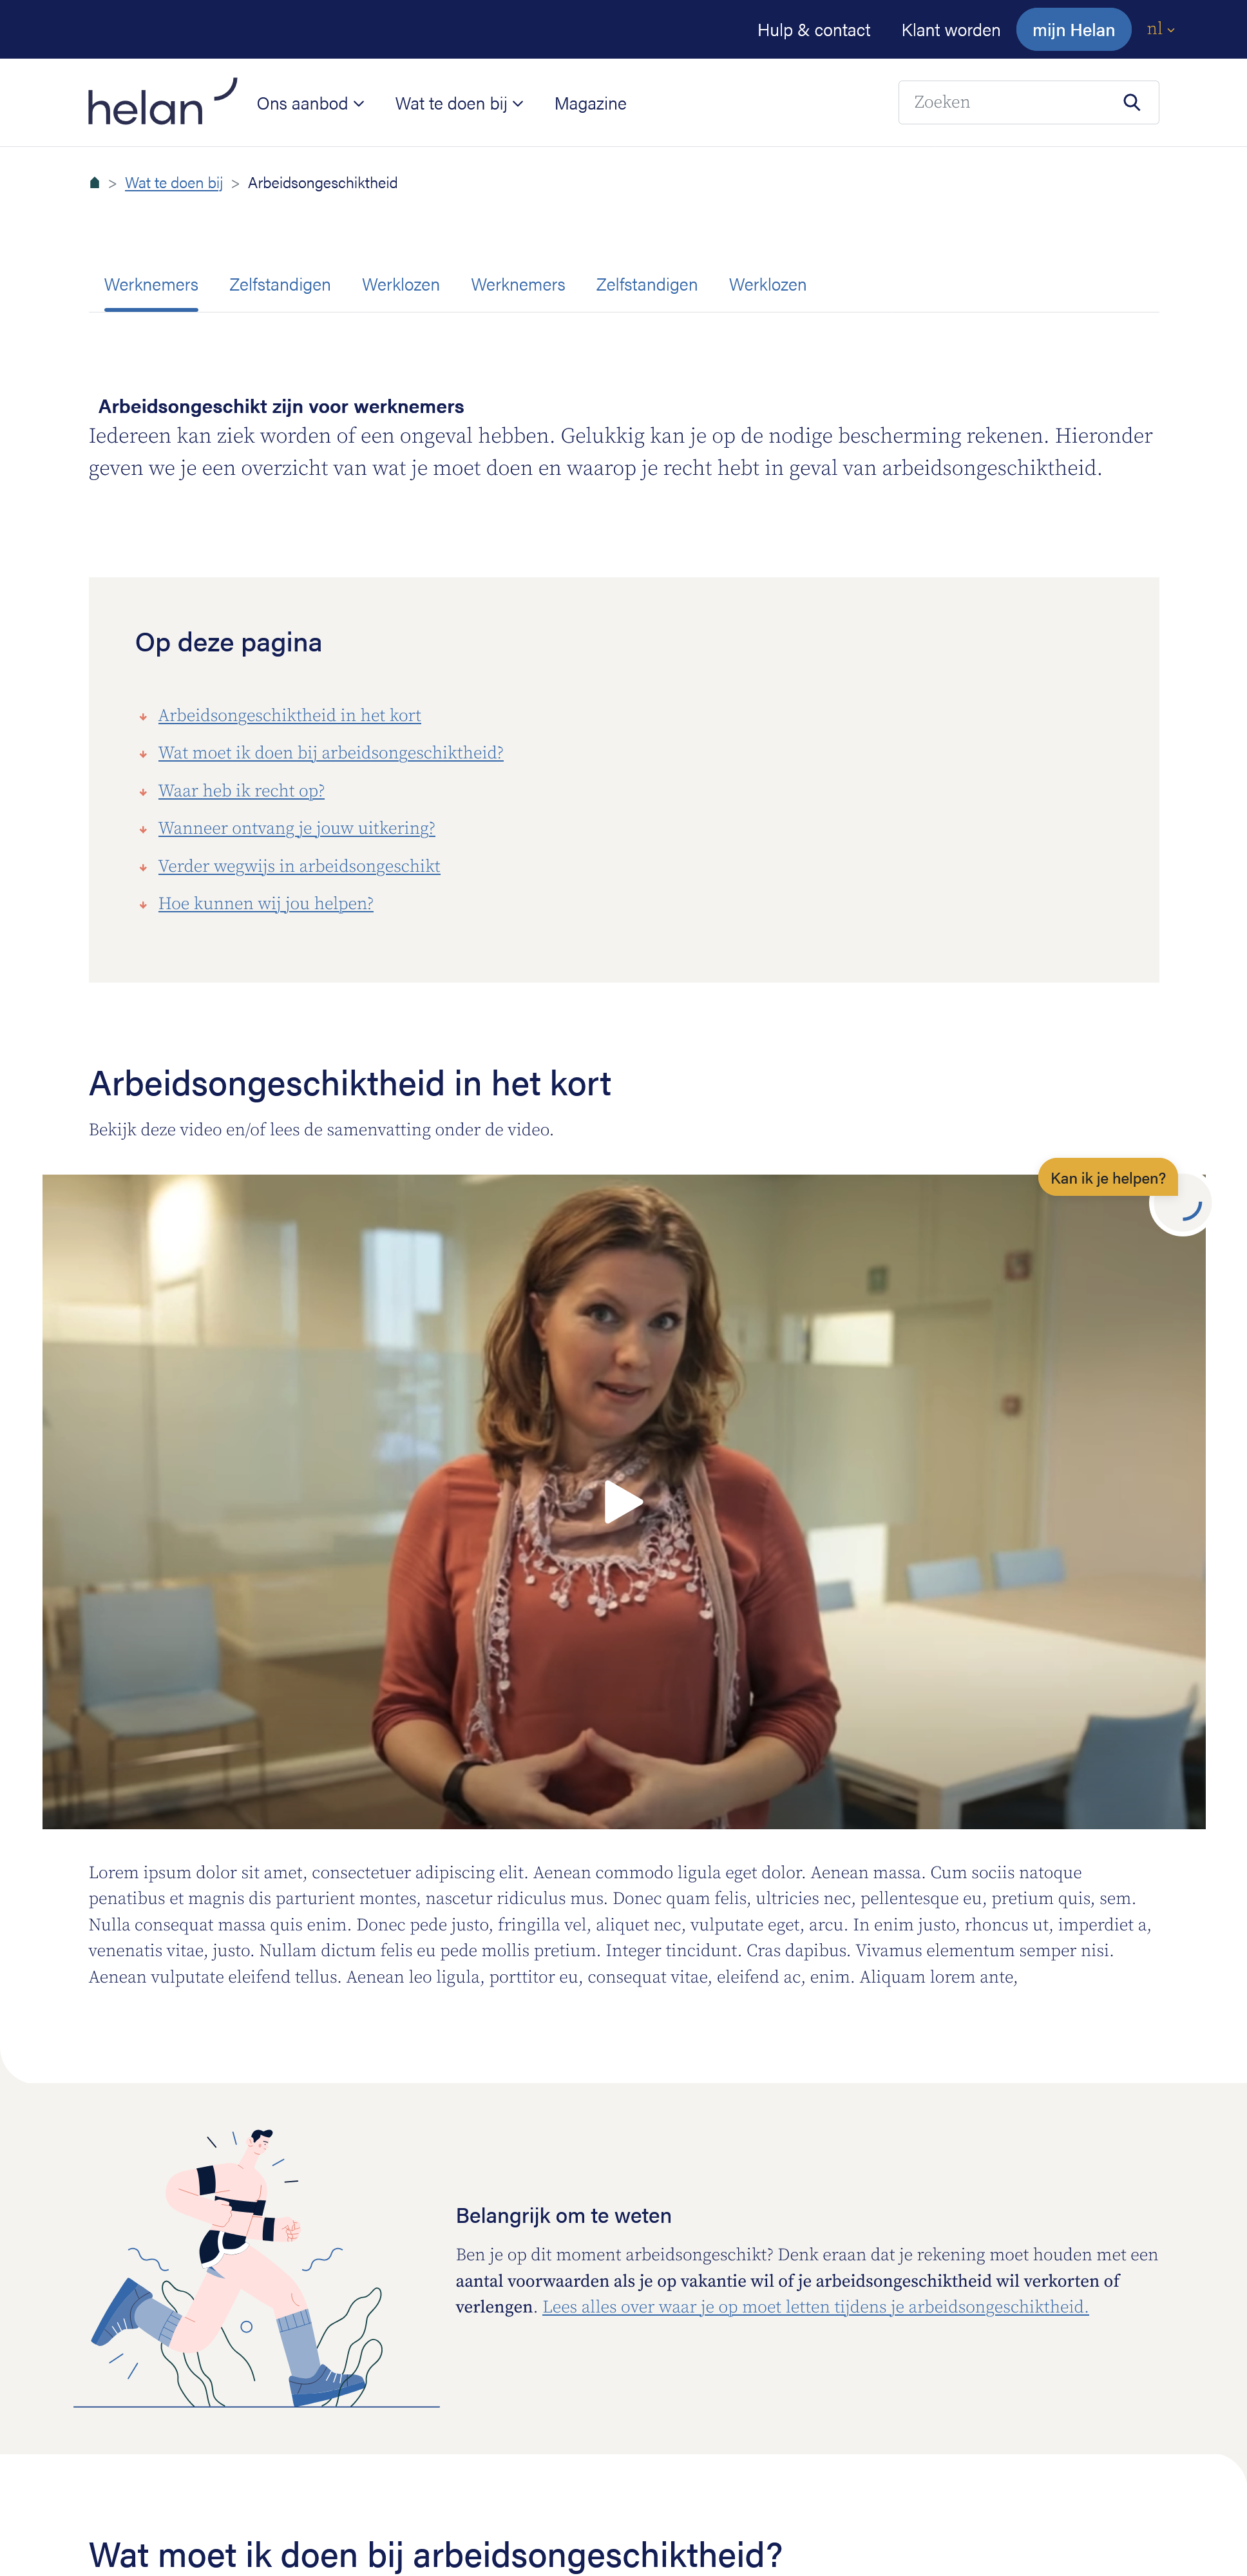 Hulp & contact Klant worden mijn Helan nl
helan Ons aanbod Wat te doen bij Magazine Zoeken
> Wat te doen bij > Arbeidsongeschiktheid
Werknemers Zelfstandigen Werklozen Werknemers Zelfstandigen Werklozen
Arbeidsongeschikt zijn voor werknemers
Iedereen kan ziek worden of een ongeval hebben. Gelukkig kan je op de nodige bescherming rekenen. Hieronder
geven we je een overzicht van wat je moet doen en waarop je recht hebt in geval van arbeidsongeschiktheid.
Op deze pagina
Arbeidsongeschiktheid in het kort
Wat moet ik doen bij arbeidsongeschiktheid?
Waar heb ik recht op?
Wanneer ontvang je jouw uitkering?
Verder wegwijs in arbeidsongeschikt
Hoe kunnen wij jou helpen?
Arbeidsongeschiktheid in het kort
Bekijk deze video en/of lees de samenvatting onder de video.
Kan ik je helpen?
Lorem ipsum dolor sit amet, consectetuer adipiscing elit. Aenean commodo ligula eget dolor. Aenean massa. Cum sociis natoque
penatibus et magnis dis parturient montes, nascetur ridiculus mus. Donec quam felis, ultricies nec, pellentesque eu, pretium quis, sem.
Nulla consequat massa quis enim. Donec pede justo, fringilla vel, aliquet nec, vulputate eget, arcu. In enim justo, rhoncus ut, imperdiet a,
venenatis vitae, justo. Nullam dictum felis eu pede mollis pretium. Integer tincidunt. Cras dapibus. Vivamus elementum semper nisi.
Aenean vulputate eleifend tellus. Aenean leo ligula, porttitor eu, consequat vitae, eleifend ac, enim. Aliquam lorem ante,
Belangrijk om te weten
Ben je op dit moment arbeidsongeschikt? Denk eraan dat je rekening moet houden met een
aantal voorwaarden als je op vakantie wil of je arbeidsongeschiktheid wil verkorten of
verlengen. Lees alles over waar je op moet letten tijdens je arbeidsongeschiktheid.
Wat moet ik doen bij arbeidsongeschiktheid?